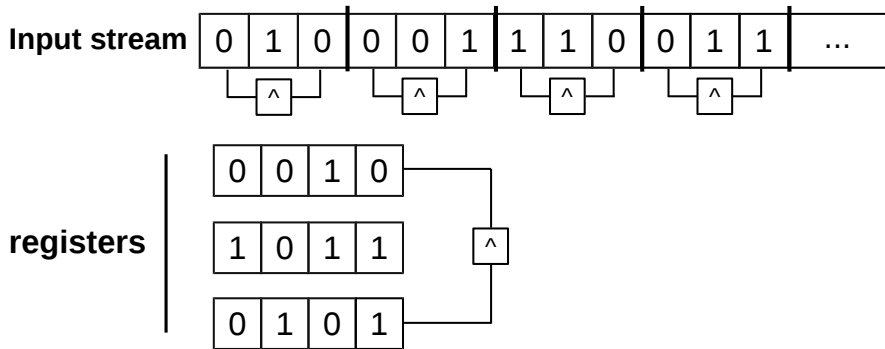 Input stream 0 1 0 0 0 1 1 1 0 0 1 1 ...
^ ^ ^ ^
0 0 1 0
registers 1 0 1 1 ^
0 1 0 1